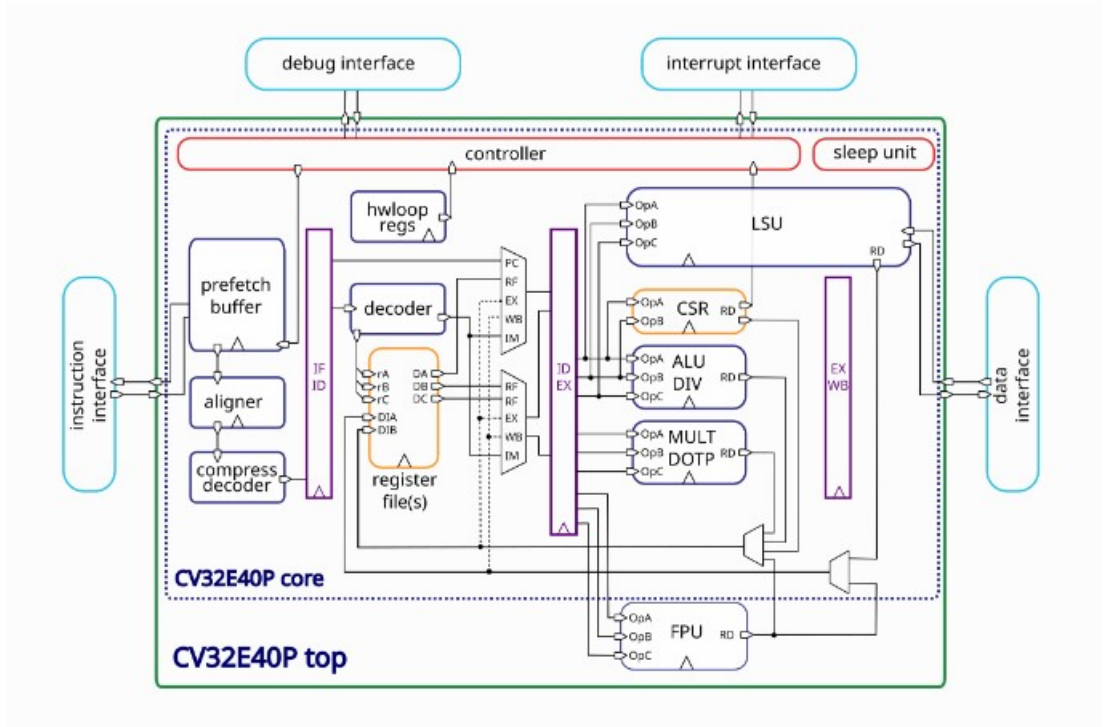 debug interface
interrupt interface
controller
sleep unit
hwloop
regs
OpA
OpB
OpC
LSU
RD
prefetch
buffer
decoder
PC
RF
EX
WB
IM
OpA
OpB
CSR
RD
instruction
interface
IF
ID
aligner
compress
decoder
rA
rB
rC
DIA
DIB
DA
DB
DC
register
file(s)
RF
RF
EX
WB
IM
ID
EX
OpA
OpB
OpC
ALU
DIV
RD
OpA
OpB
OpC
MULT
DOTP
RD
EX
WB
data
interface
CV32E40P core
OpA
OpB
OpC
FPU
RD
CV32E40P top